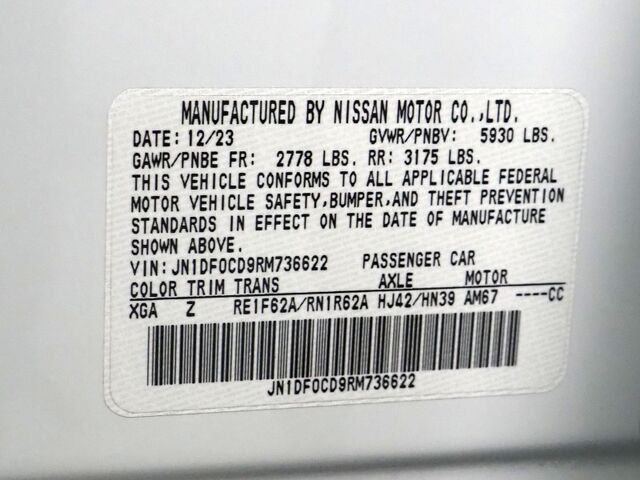 MANUFACTURED BY NISSAN MOTOR CO.,LTD.
DATE: 12/23 GVWR/PNBV: 5930 LBS.
GAWR/PNBE FR: 2778 LBS. RR: 3175 LBS.
THIS VEHICLE CONFORMS TO ALL APPLICABLE FEDERAL
MOTOR VEHICLE SAFETY,BUMPER,AND THEFT PREVENTION
STANDARDS IN EFFECT ON THE DATE OF MANUFACTURE
SHOWN ABOVE.
VIN:JN1DF0CD9RM736622 PASSENGER CAR
COLOR TRIM TRANS AXLE MOTOR
XGA Z RE1F62A/RN1R62A HJ42/HN39 AM67 ----CC
JN1DF0CD9RM736622